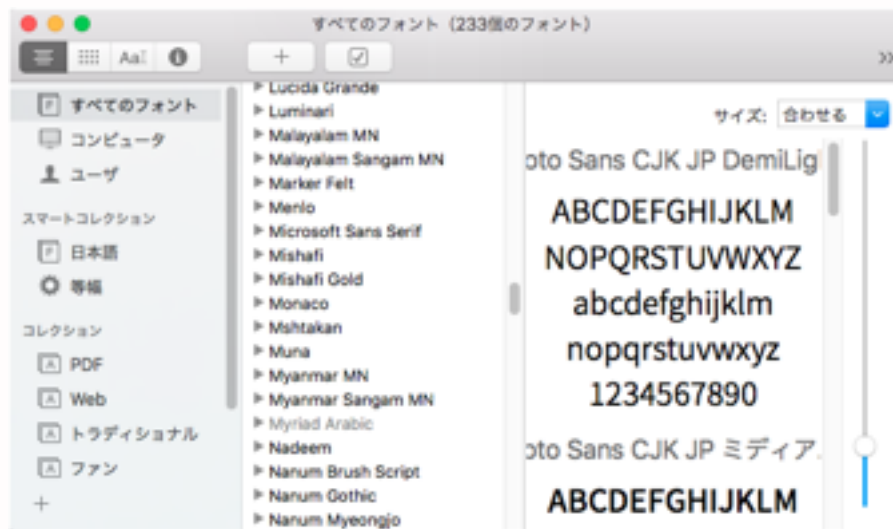 すべてのフォント（233個のフォント）
AaI
すべてのフォント
コンピュータ
ユーザ
スマートコレクション
日本語
等幅
コレクション
PDF
Web
トラディショナル
ファン
+
Lucida Grande
Luminari
Malayalam MN
Malayalam Sangam MN
Marker Felt
Menlo
Microsoft Sans Serif
Mishafi
Mishafi Gold
Monaco
Mshtakan
Muna
Myanmar MN
Myanmar Sangam MN
Myriad Arabic
Nadeem
Nanum Brush Script
Nanum Gothic
Nanum Myeongjo
サイズ: 合わせる
oto Sans CJK JP DemiLig
ABCDEFGHIJKLM
NOPQRSTUVWXYZ
abcdefghijklm
nopqrstuvwxyz
1234567890
oto Sans CJK JP ミディア
ABCDEFGHIJKLM